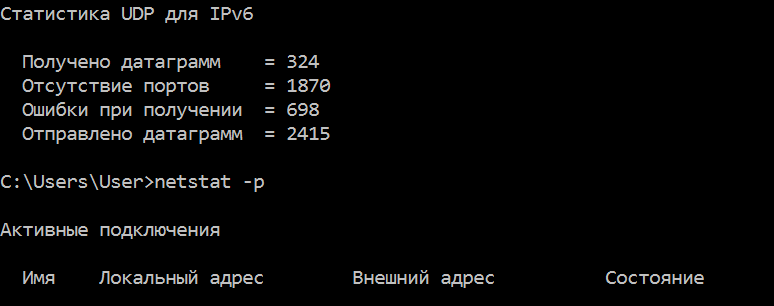 Статистика UDP для IPv6
Получено датаграмм = 324
Отсутствие портов = 1870
Ошибки при получении = 698
Отправлено датаграмм = 2415
C:\Users\User>netstat -p
Активные подключения
Имя Локальный адрес Внешний адрес Состояние